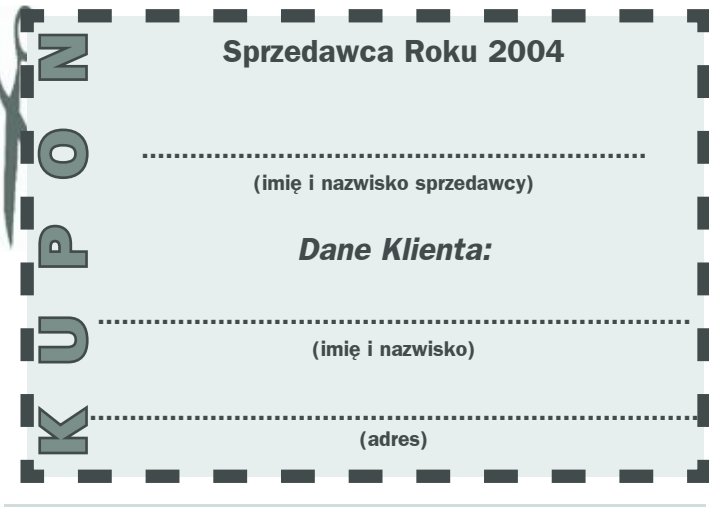 KUPON
Sprzedawca Roku 2004
................................................................
(imię i nazwisko sprzedawcy)
Dane Klienta:
...........................................................................
(imię i nazwisko)
.............................................................................
(adres)